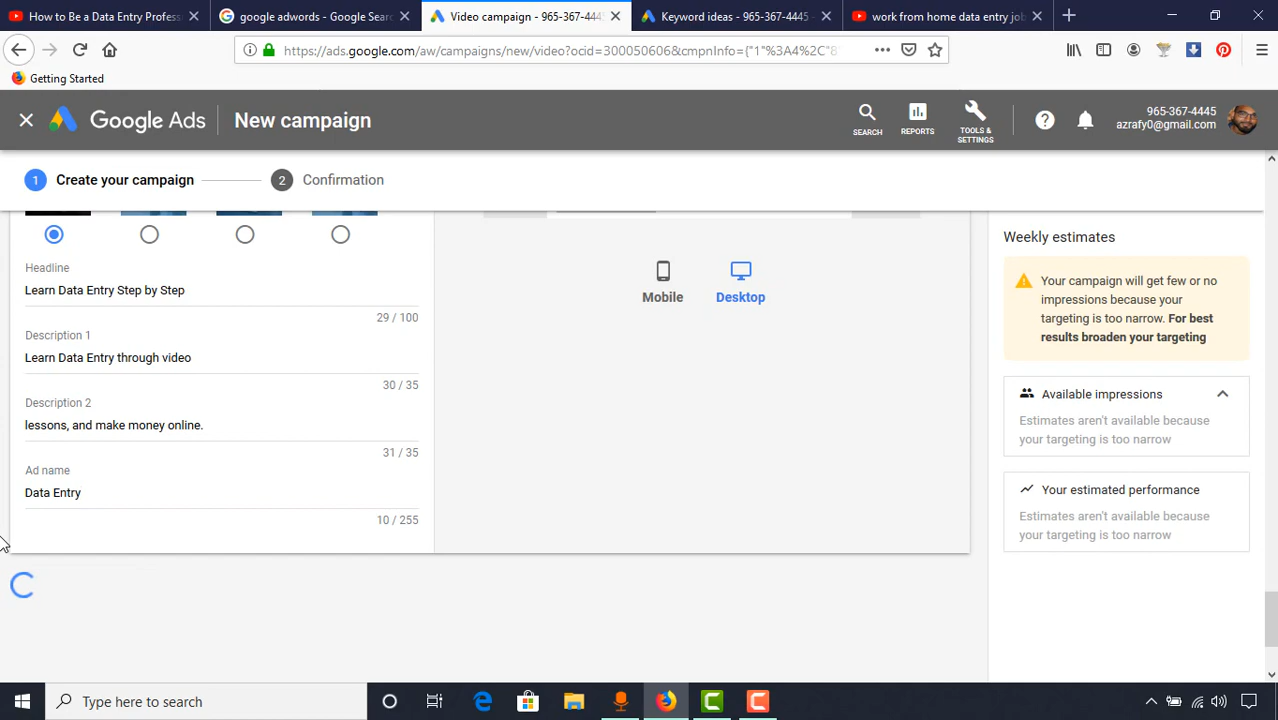 How to Be a Data Entry Profess
google adwords - Google Sear
Video campaign - 965-367-4445
Keyword ideas - 965-367-4445 -
work from home data entry job
https://ads.google.com/aw/campaigns/new/video?ocid=300050606&cmpnInfo={"1"%3A4%2C"8"
Getting Started
Google Ads
New campaign
SEARCH
REPORTS
TOOLS &
SETTINGS
965-367-4445
azrafy0@gmail.com
1 Create your campaign
2 Confirmation
Headline
Learn Data Entry Step by Step
29 / 100
Description 1
Learn Data Entry through video
30 / 35
Description 2
lessons, and make money online.
31 / 35
Ad name
Data Entry
10 / 255
Mobile
Desktop
Weekly estimates
Your campaign will get few or no
impressions because your
targeting is too narrow. For best
results broaden your targeting
Available impressions
Estimates aren't available because
your targeting is too narrow
Your estimated performance
Estimates aren't available because
your targeting is too narrow
Type here to search